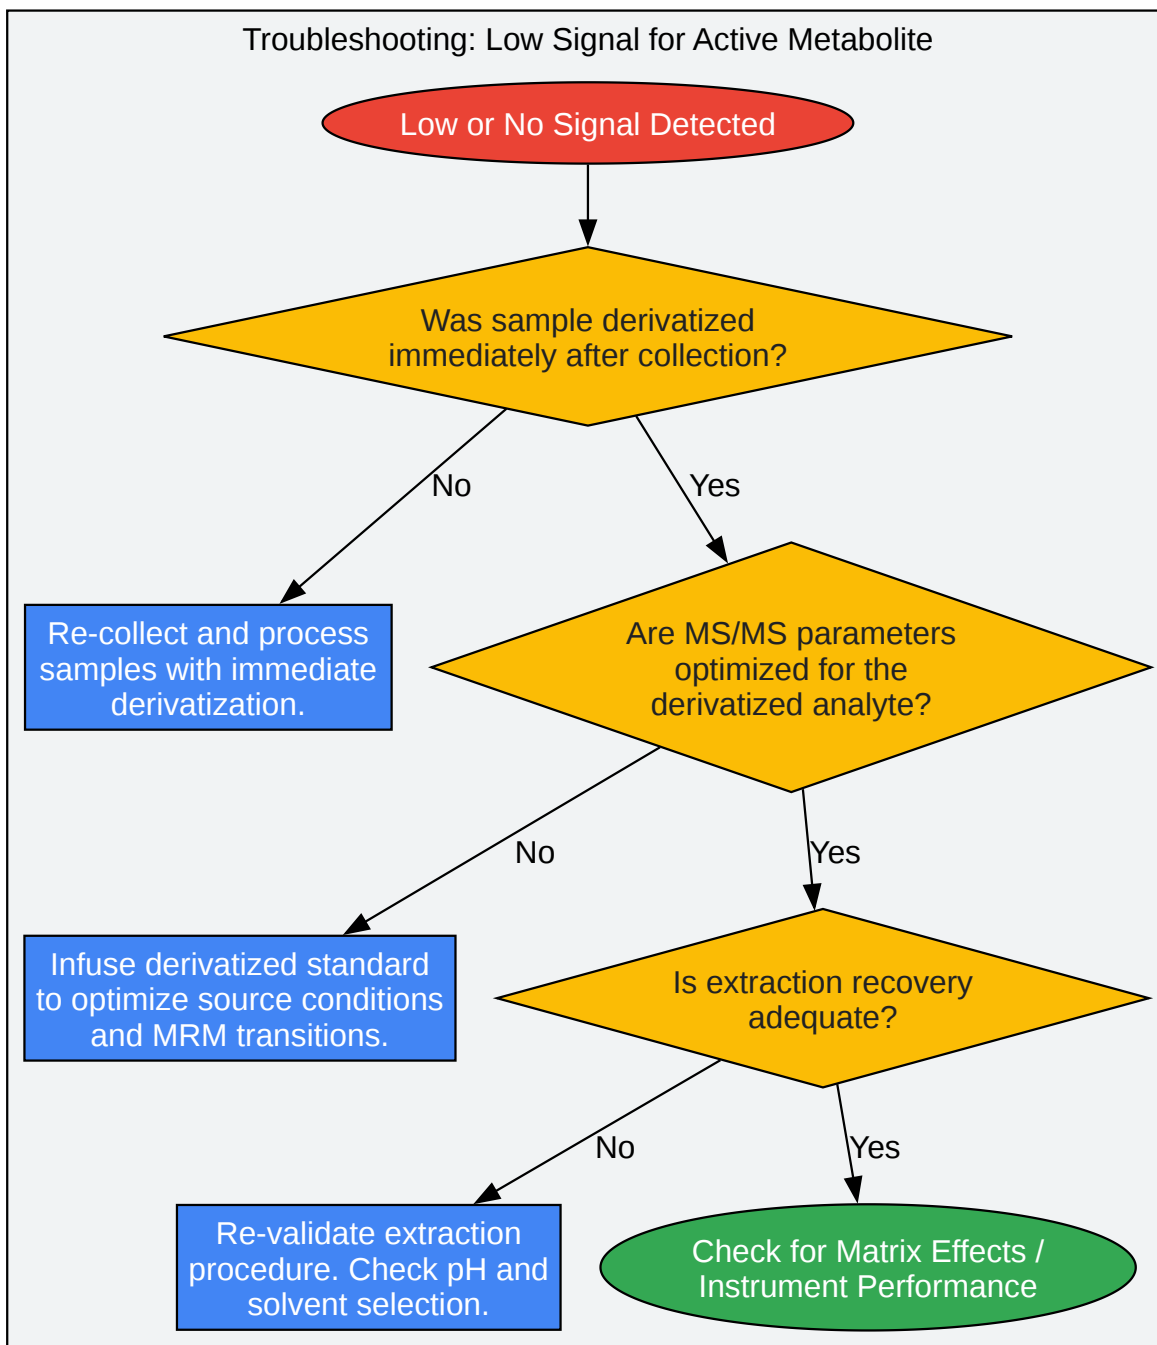 Troubleshooting: Low Signal for Active Metabolite
Low or No Signal Detected
Was sample derivatized
immediately after collection?
No
Yes
Re-collect and process
samples with immediate
derivatization.
Are MS/MS parameters
optimized for the
derivatized analyte?
No
Yes
Infuse derivatized standard
to optimize source conditions
and MRM transitions.
Is extraction recovery
adequate?
No
Yes
Re-validate extraction
procedure. Check pH and
solvent selection.
Check for Matrix Effects /
Instrument Performance